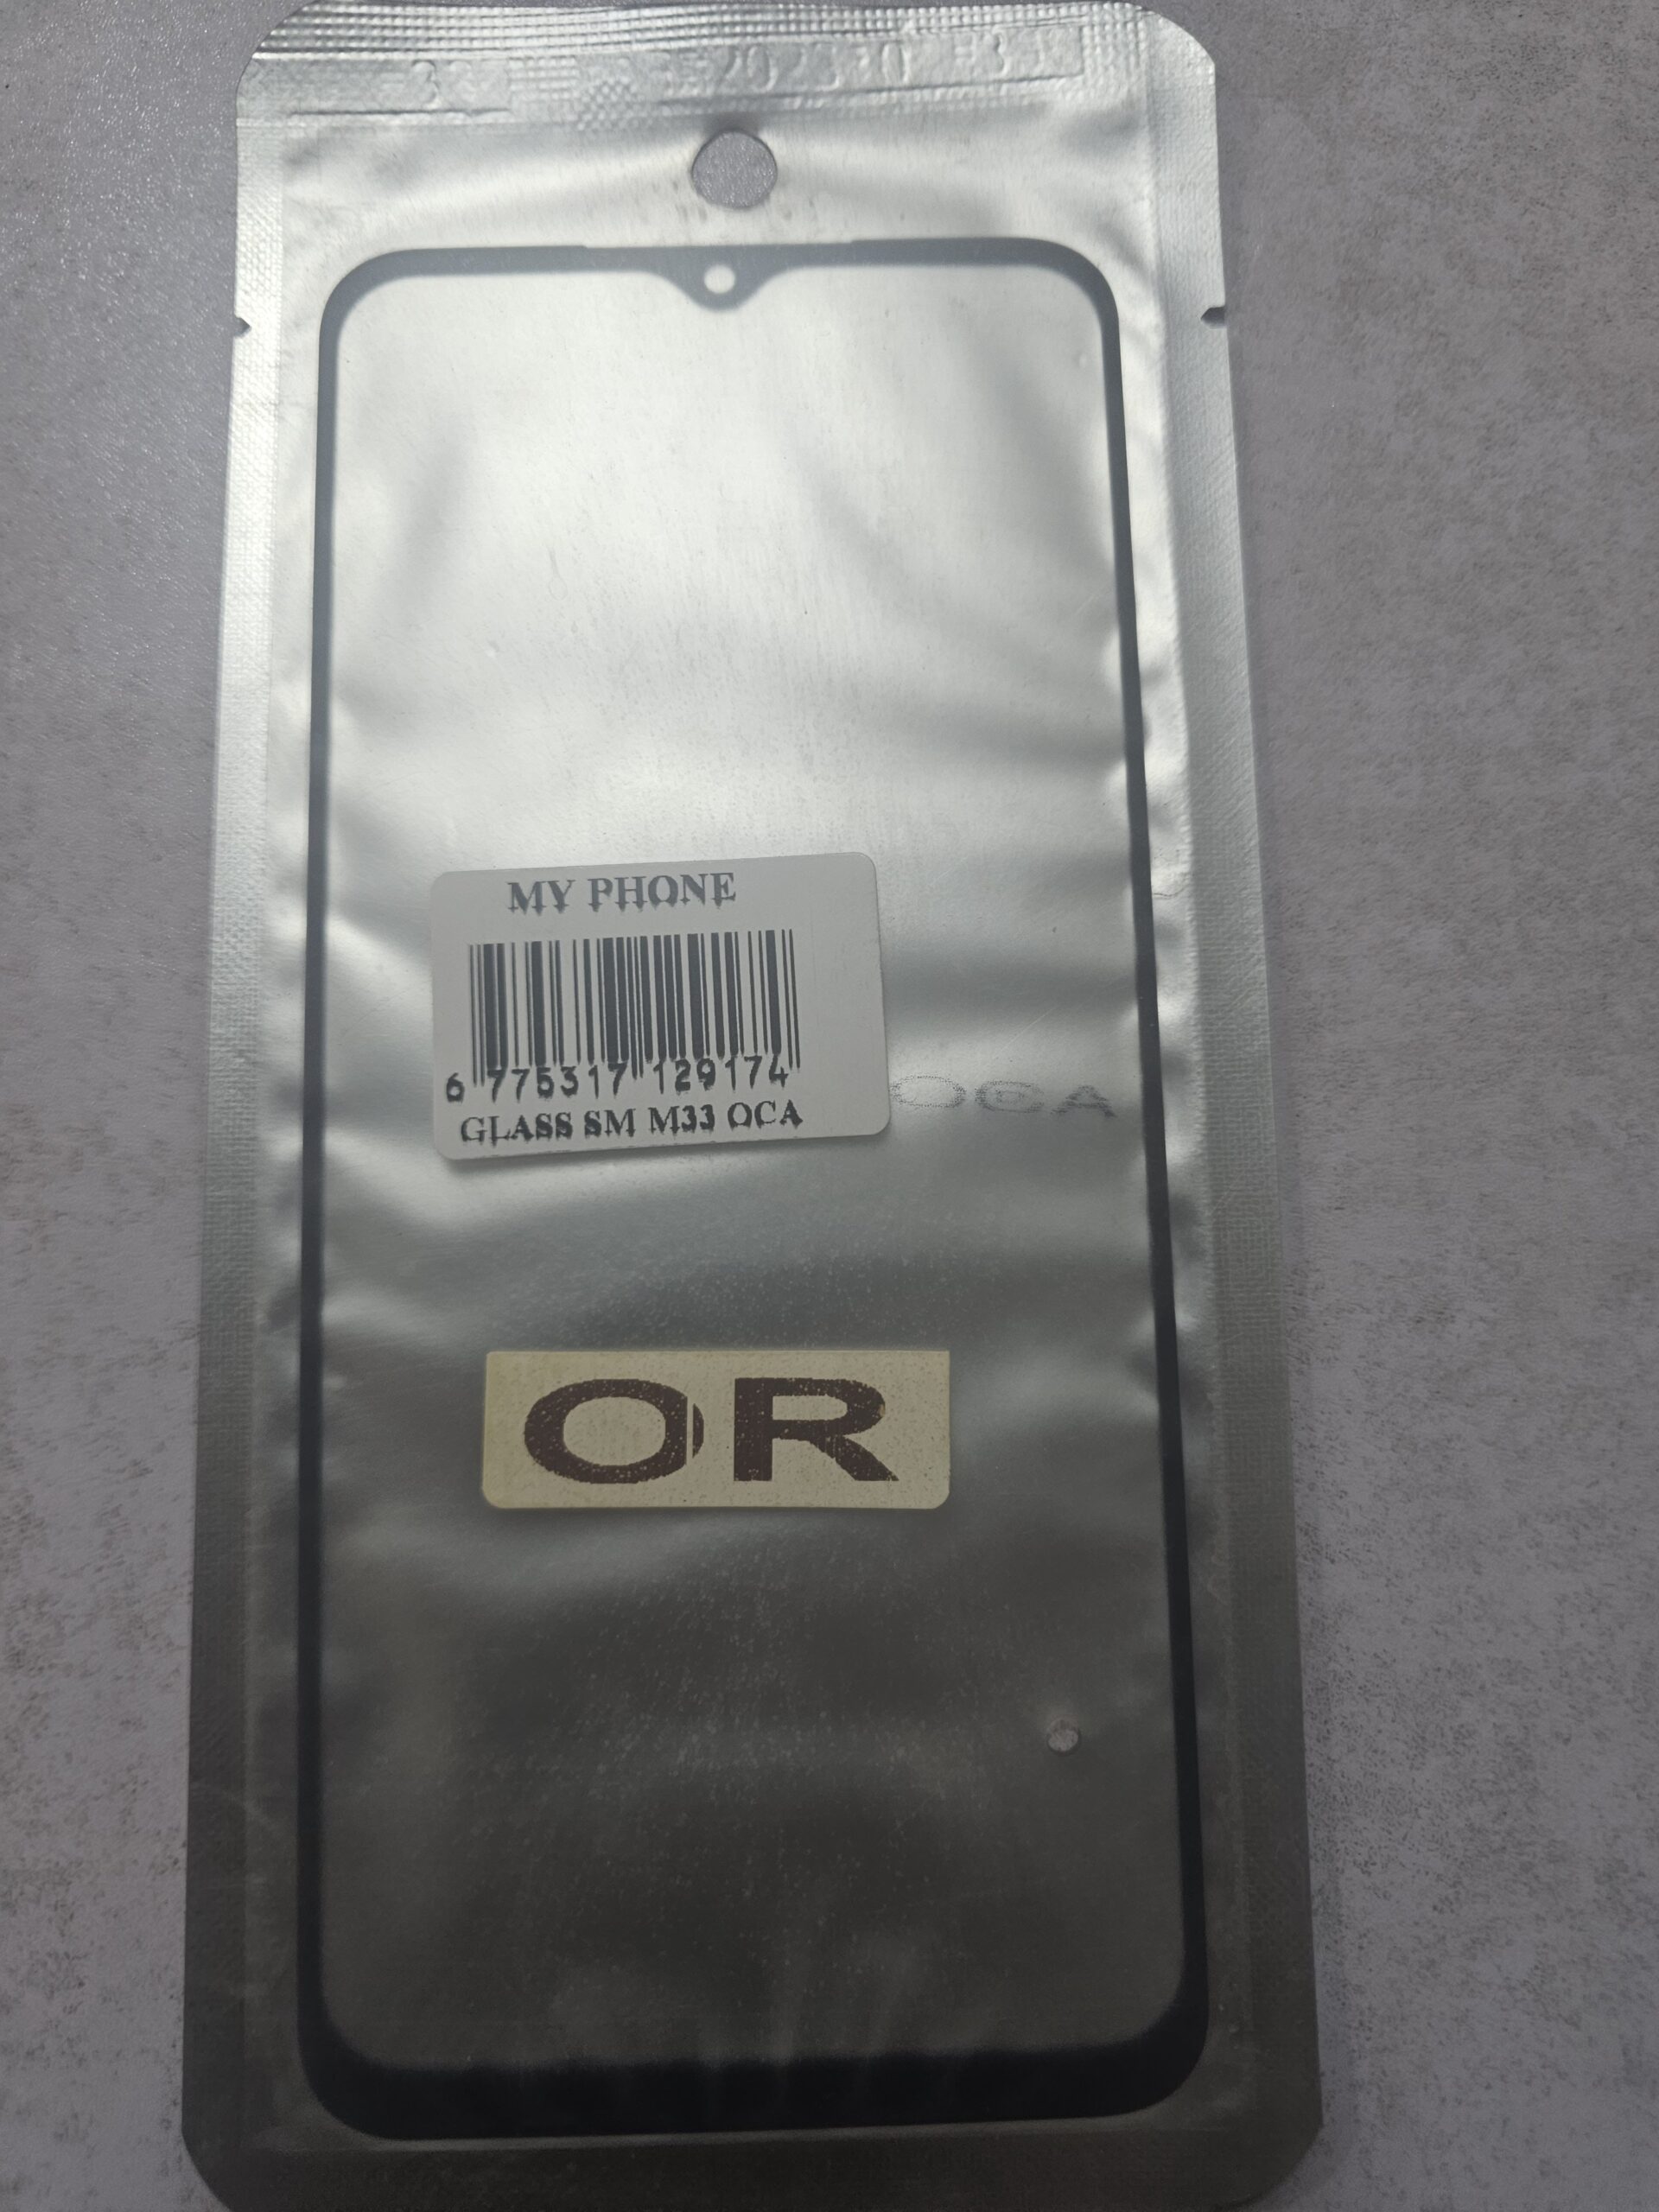 MY PHONE
6 775317 129174
GLASS SM M33 OCA
OCA
OR